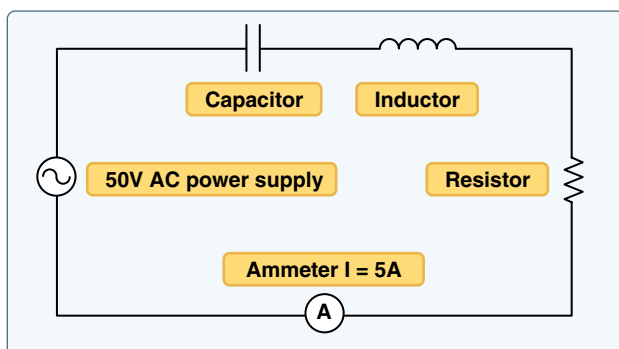 Capacitor
Inductor
50V AC power supply
Resistor
Ammeter I = 5A
A